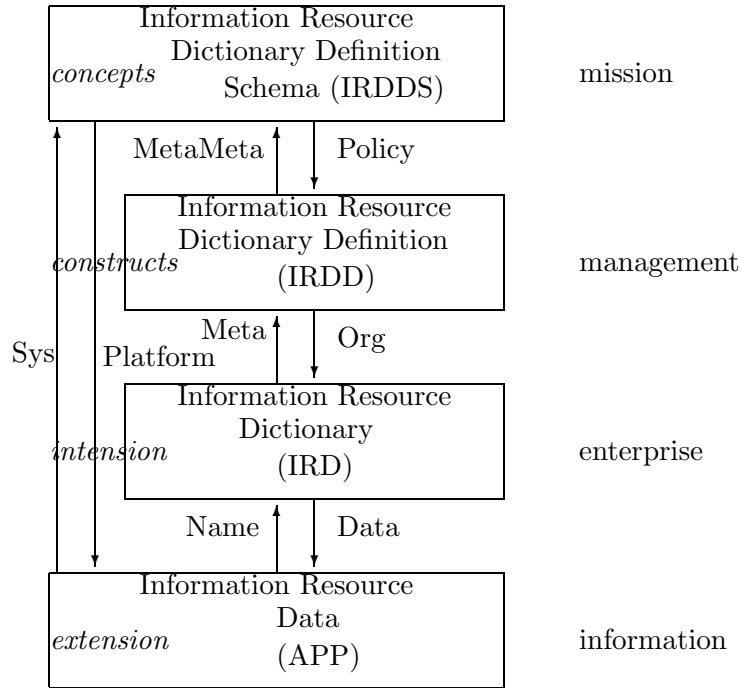 Information Resource
Dictionary Definition
concepts Schema (IRDDS) mission
MetaMeta Policy
Information Resource
Dictionary Definition
constructs (IRDD) management
Meta Org
Sys Platform
Information Resource
Dictionary
intension (IRD) enterprise
Name Data
Information Resource
Data
extension (APP) information